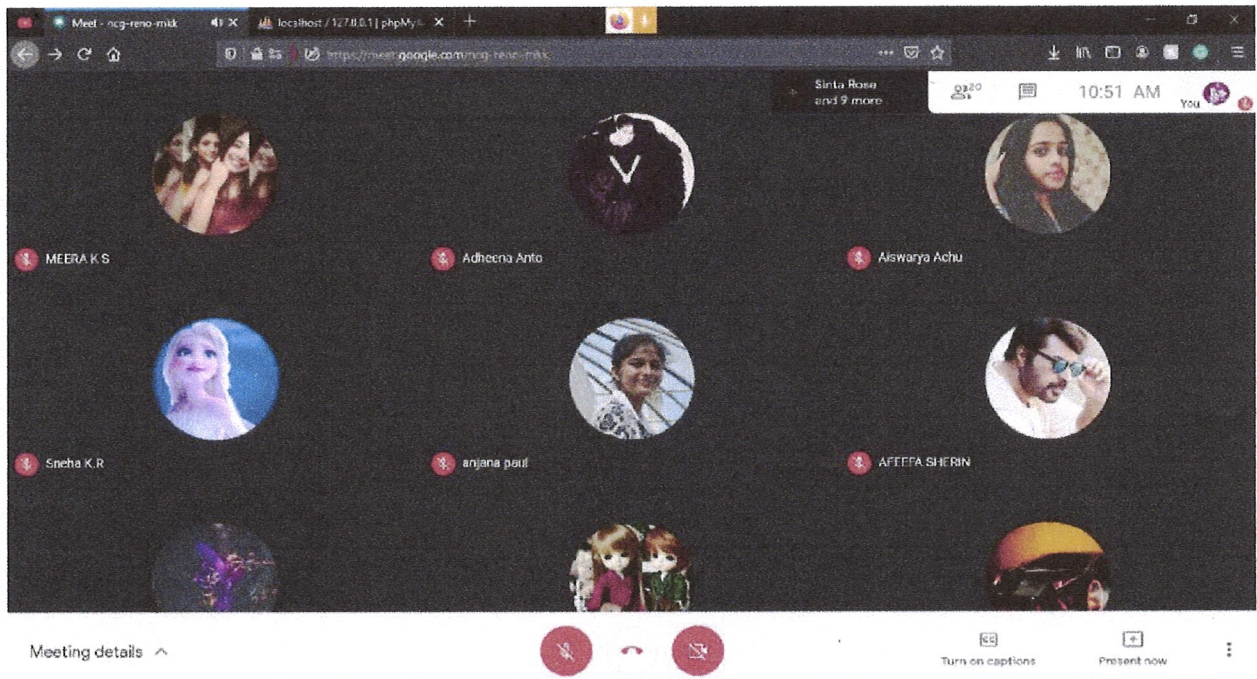 Meet - ncg-reno-mkk
localhost / 127.0.0.1 | phpMyA
https://meet.google.com/ncg-reno-mkk
Sinta Rose
and 9 more
20
10:51 AM
You
MEERA K S
Adheena Anto
Aiswarya Achu
Sneha K.R
anjana paul
AFEEFA SHERIN
Meeting details
CC
Turn on captions
Present now